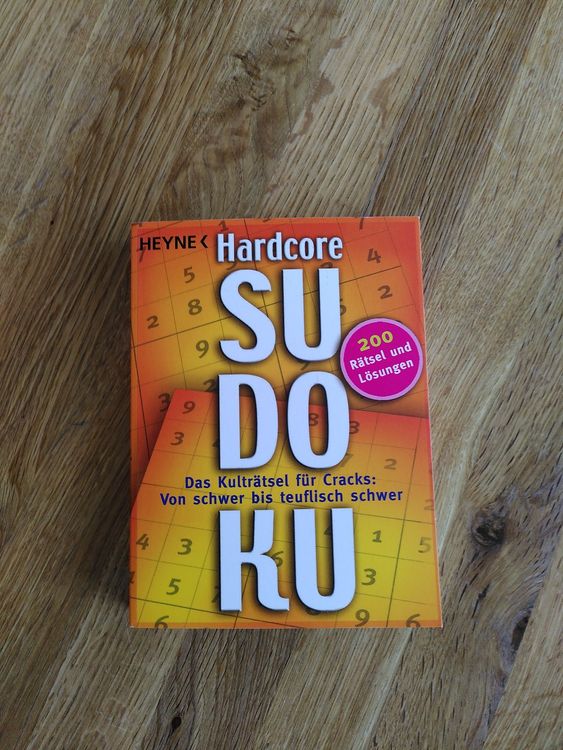 HEYNE<
Hardcore
SU
DO
KU
200
Rätsel und
Lösungen
Das Kulträtsel für Cracks:
Von schwer bis teuflisch schwer